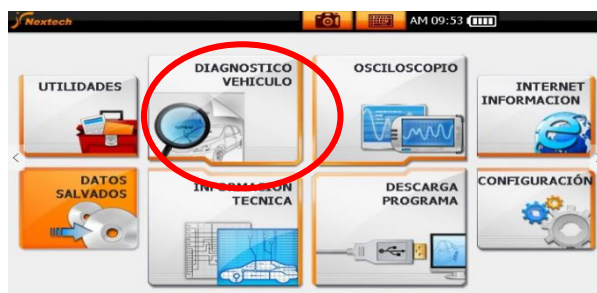 Nextech
AM 09:53
UTILIDADES
DIAGNOSTICO
VEHICULO
OSCILOSCOPIO
INTERNET
INFORMACION
DATOS
SALVADOS
INFORMACION
TECNICA
DESCARGA
PROGRAMA
CONFIGURACIÓN